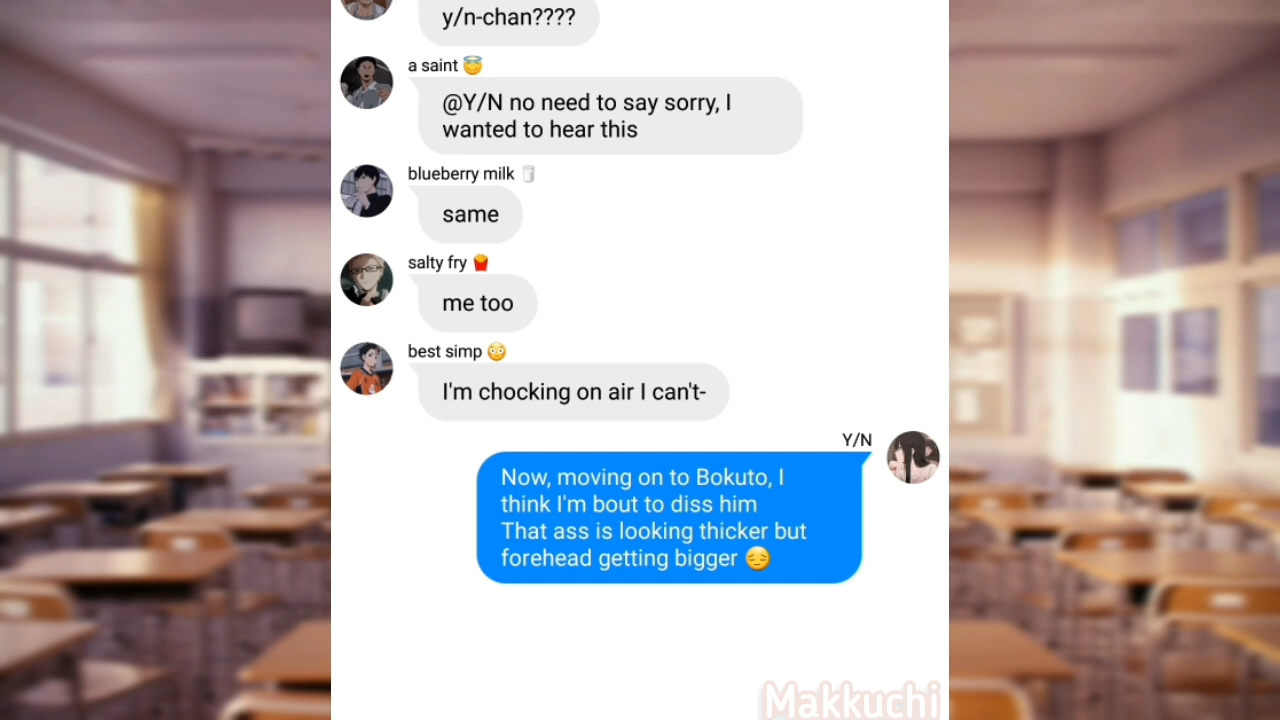 y/n-chan????
a saint 😇
@Y/N no need to say sorry, I
wanted to hear this
blueberry milk 🥛
same
salty fry 🍟
me too
best simp 😳
I'm chocking on air I can't-
Y/N
Now, moving on to Bokuto, I
think I'm bout to diss him
That ass is looking thicker but
forehead getting bigger 😔
Makkuchi